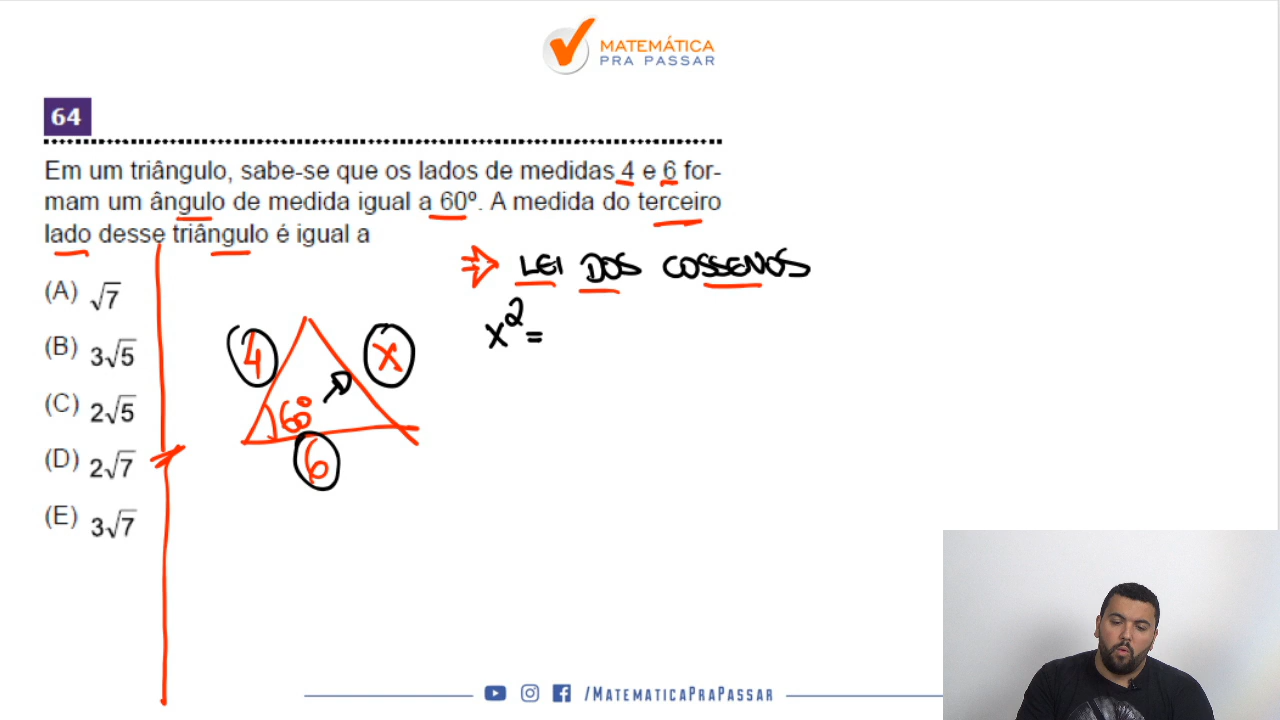 MATEMÁTICA
PRA PASSAR
64
Em um triângulo, sabe-se que os lados de medidas 4 e 6 for-
mam um ângulo de medida igual a 60º. A medida do terceiro
lado desse triângulo é igual a
LEI DOS COSSENOS
(A) √7
(B) 3√5
(C) 2√5
(D) 2√7
(E) 3√7
x² =
4
x
60°
6
/MatematicaPraPassar